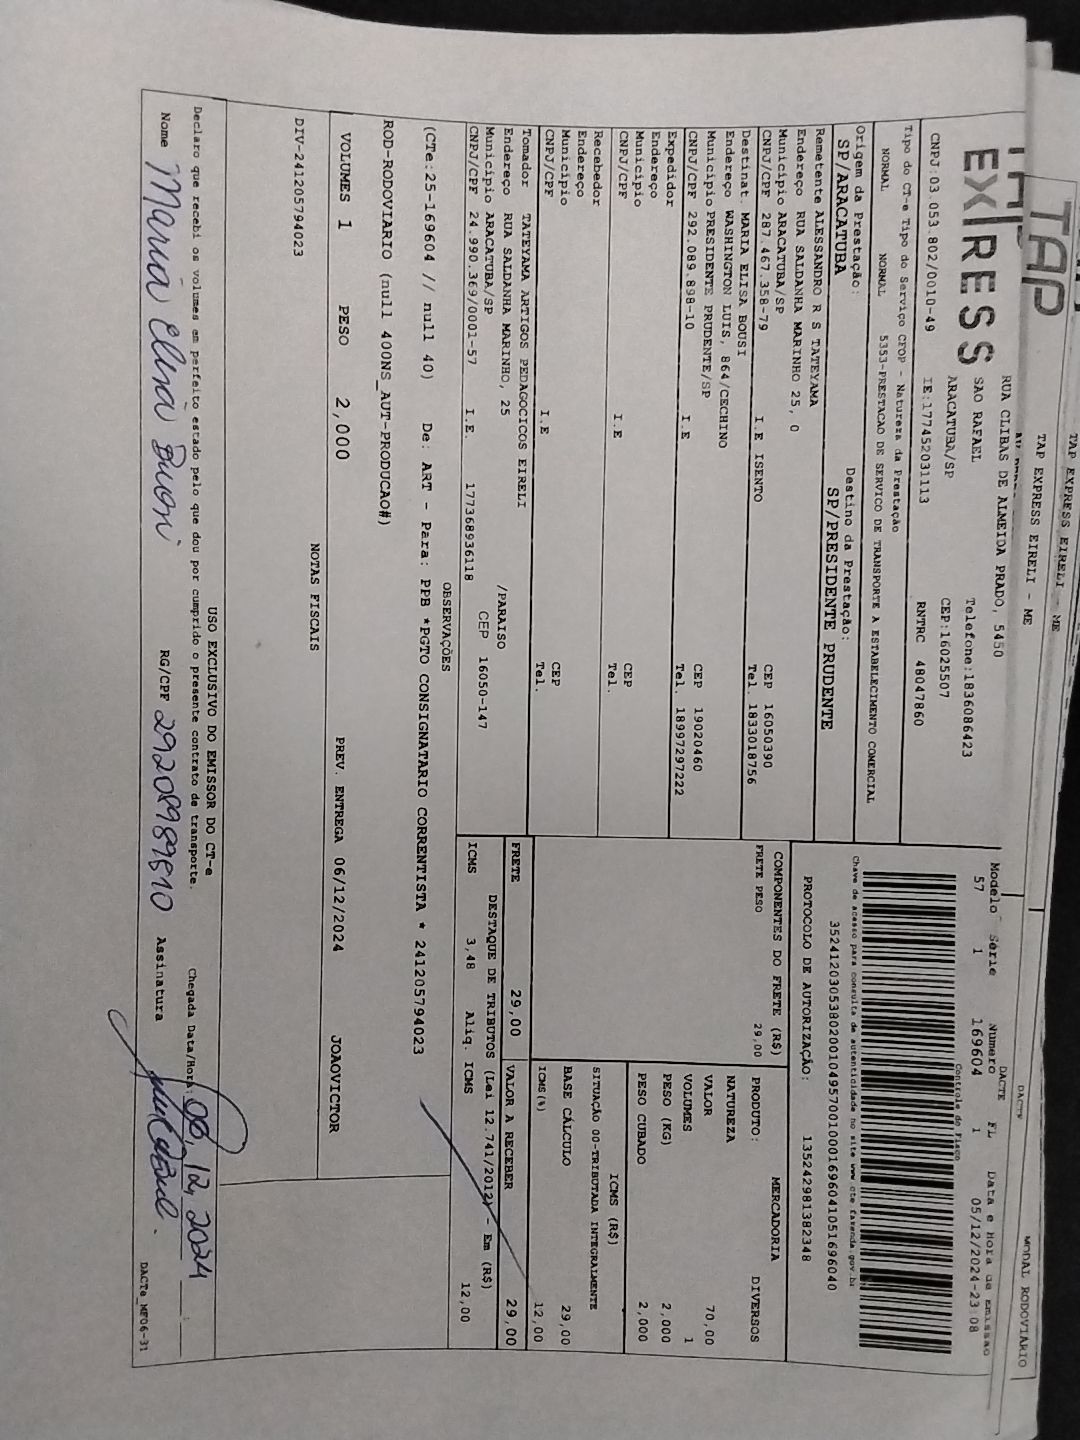 TAP EXPRESS EIRELI - ME
TAP EXPRESS EIRELI - ME
DACTE
MODAL RODOVIARIO
TAP
EXPRESS
RUA CLIBAS DE ALMEIDA PRADO, 5450
SAO RAFAEL Telefone:1836086423
ARACATUBA/SP CEP:16025507
CNPJ:03.053.802/0010-49 IE:177452031113 RNTRC 48047860
DACTE
Modelo Série Numero FL Data e Hora de Emissao
57 1 169604 1 05/12/2024-23:08
Controle do Fisco
Chave de acesso para consulta de autenticidade no site www.cte.fazenda.gov.br
35241203053802001049570010001696041051696040
PROTOCOLO DE AUTORIZAÇÃO: 135242981382348
Tipo do CT-e Tipo do Serviço CFOP - Natureza da Prestação
NORMAL NORMAL 5353-PRESTACAO DE SERVICO DE TRANSPORTE A ESTABELECIMENTO COMERCIAL
Origem da Prestação: Destino da Prestação:
SP/ARACATUBA SP/PRESIDENTE PRUDENTE
Remetente ALESSANDRO R S TATEYAMA
Endereço RUA SALDANHA MARINHO 25, 0
Município ARACATUBA/SP CEP 16050390
CNPJ/CPF 287.467.358-79 I.E ISENTO Tel. 1833018756
Destinat. MARIA ELISA BOUSI
Endereço WASHINGTON LUIS, 864/CECHINO
Município PRESIDENTE PRUDENTE/SP CEP 19020460
CNPJ/CPF 292.089.898-10 I.E Tel. 18997297222
Expedidor
Endereço
Município CEP
CNPJ/CPF I.E Tel.
Recebedor
Endereço
Município CEP
CNPJ/CPF I.E Tel.
Tomador TATEYAMA ARTIGOS PEDAGOCICOS EIRELI
Endereço RUA SALDANHA MARINHO, 25 /PARAISO
Município ARACATUBA/SP CEP 16050-147
CNPJ/CPF 24.990.369/0001-57 I.E. 177368936118
COMPONENTES DO FRETE (R$)
FRETE PESO 29,00
MERCADORIA
PRODUTO: DIVERSOS
NATUREZA
VALOR 70,00
VOLUMES 1
PESO (KG) 2,000
PESO CUBADO 2,000
ICMS (R$)
SITUAÇÃO 00-TRIBUTADA INTEGRALMENTE
BASE CÁLCULO 29,00
ICMS(%) 12,00
FRETE 29,00 VALOR A RECEBER 29,00
DESTAQUE DE TRIBUTOS (Lei 12.741/2012) - Em (R$)
ICMS 3,48 Aliq. ICMS 12,00
OBSERVAÇÕES
(CTe:25-169604 // null 40) De: ART - Para: PPB *PGTO CONSIGNATARIO CORRENTISTA * 241205794023
ROD-RODOVIARIO (null 400NS_AUT-PRODUCAO#)
VOLUMES 1 PESO 2,000 PREV. ENTREGA 06/12/2024 JOAOVICTOR
NOTAS FISCAIS
DIV-241205794023
USO EXCLUSIVO DO EMISSOR DO CT-e
Declaro que recebi os volumes em perfeito estado pelo que dou por cumprido o presente contrato de transporte. Chegada Data/Hora: 06, 12, 2024
Nome Maria Elisa Bousi RG/CPF 29208989810 Assinatura
DACTe_MF06-31